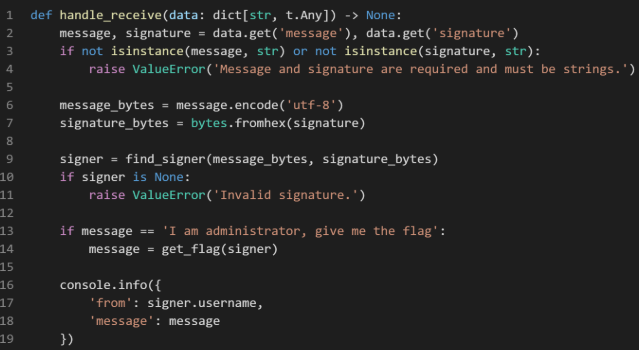 1 def handle_receive(data: dict[str, t.Any]) -> None:
2     message, signature = data.get('message'), data.get('signature')
3     if not isinstance(message, str) or not isinstance(signature, str):
4         raise ValueError('Message and signature are required and must be strings.')
5
6     message_bytes = message.encode('utf-8')
7     signature_bytes = bytes.fromhex(signature)
8
9     signer = find_signer(message_bytes, signature_bytes)
10     if signer is None:
11         raise ValueError('Invalid signature.')
12
13     if message == 'I am administrator, give me the flag':
14         message = get_flag(signer)
15
16     console.info({
17         'from': signer.username,
18         'message': message
19     })